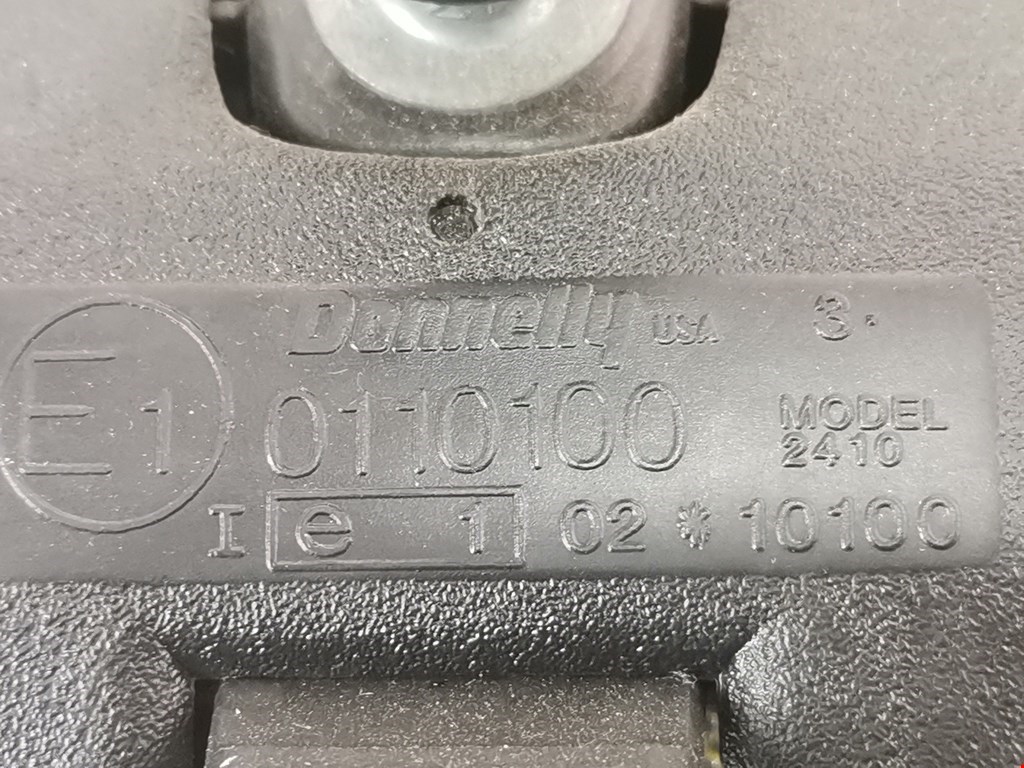 Donnelly USA 3.
E1 0110100 MODEL
2410
I e 1 02*10100